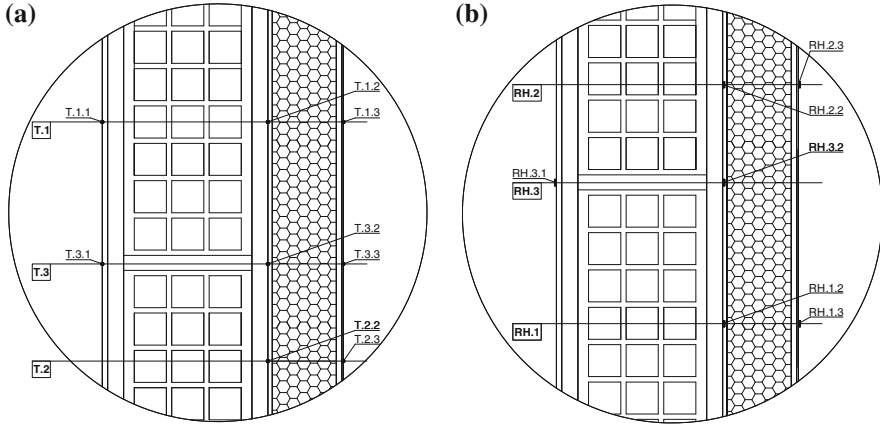 (a)
T.1.2
T.1.1
T.1.3
T.1
T.3.2
T.3.1
T.3.3
T.3
T.2.2
T.2.3
T.2
(b)
RH.2.3
RH.2
RH.2.2
RH.3.2
RH.3.1
RH.3
RH.1.2
RH.1.3
RH.1